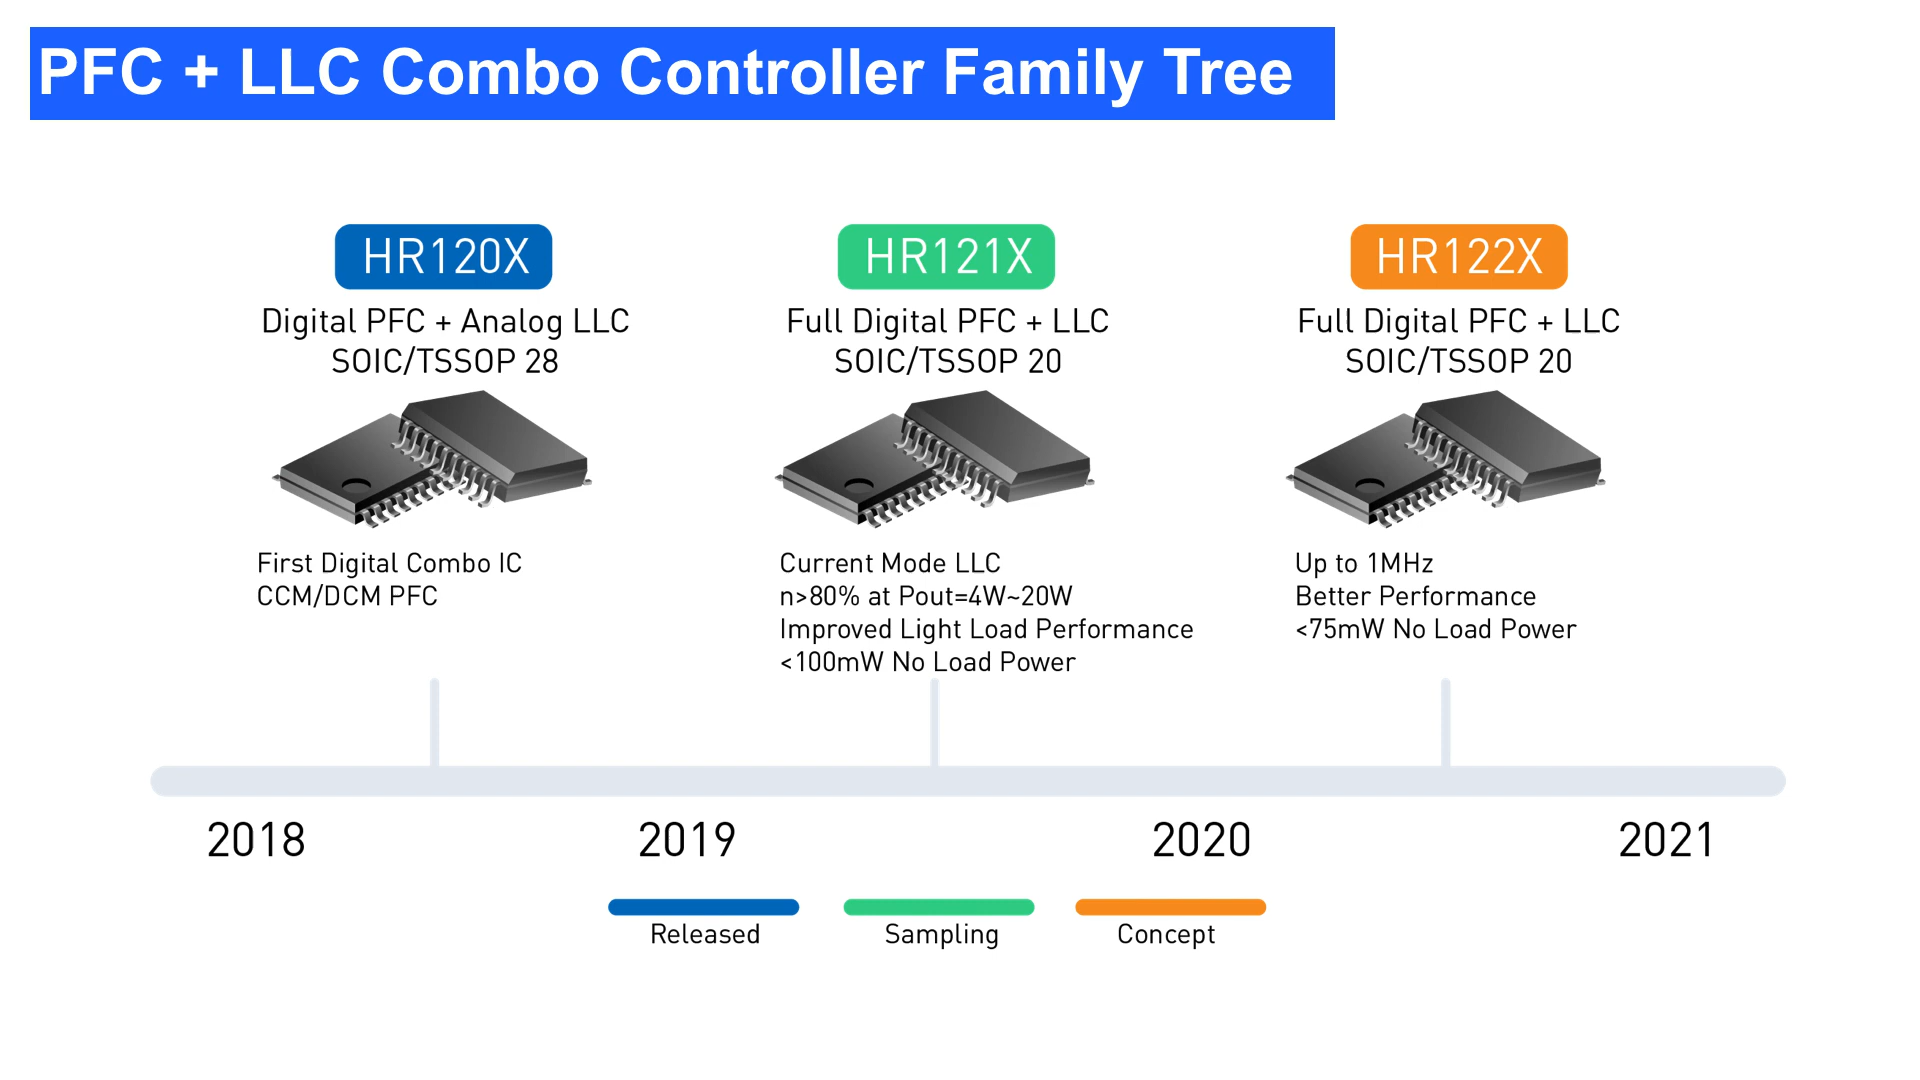 PFC + LLC Combo Controller Family Tree
HR120X
Digital PFC + Analog LLC
SOIC/TSSOP 28
First Digital Combo IC
CCM/DCM PFC
HR121X
Full Digital PFC + LLC
SOIC/TSSOP 20
Current Mode LLC
n>80% at Pout=4W~20W
Improved Light Load Performance
<100mW No Load Power
HR122X
Full Digital PFC + LLC
SOIC/TSSOP 20
Up to 1MHz
Better Performance
<75mW No Load Power
2018
2019
2020
2021
Released
Sampling
Concept